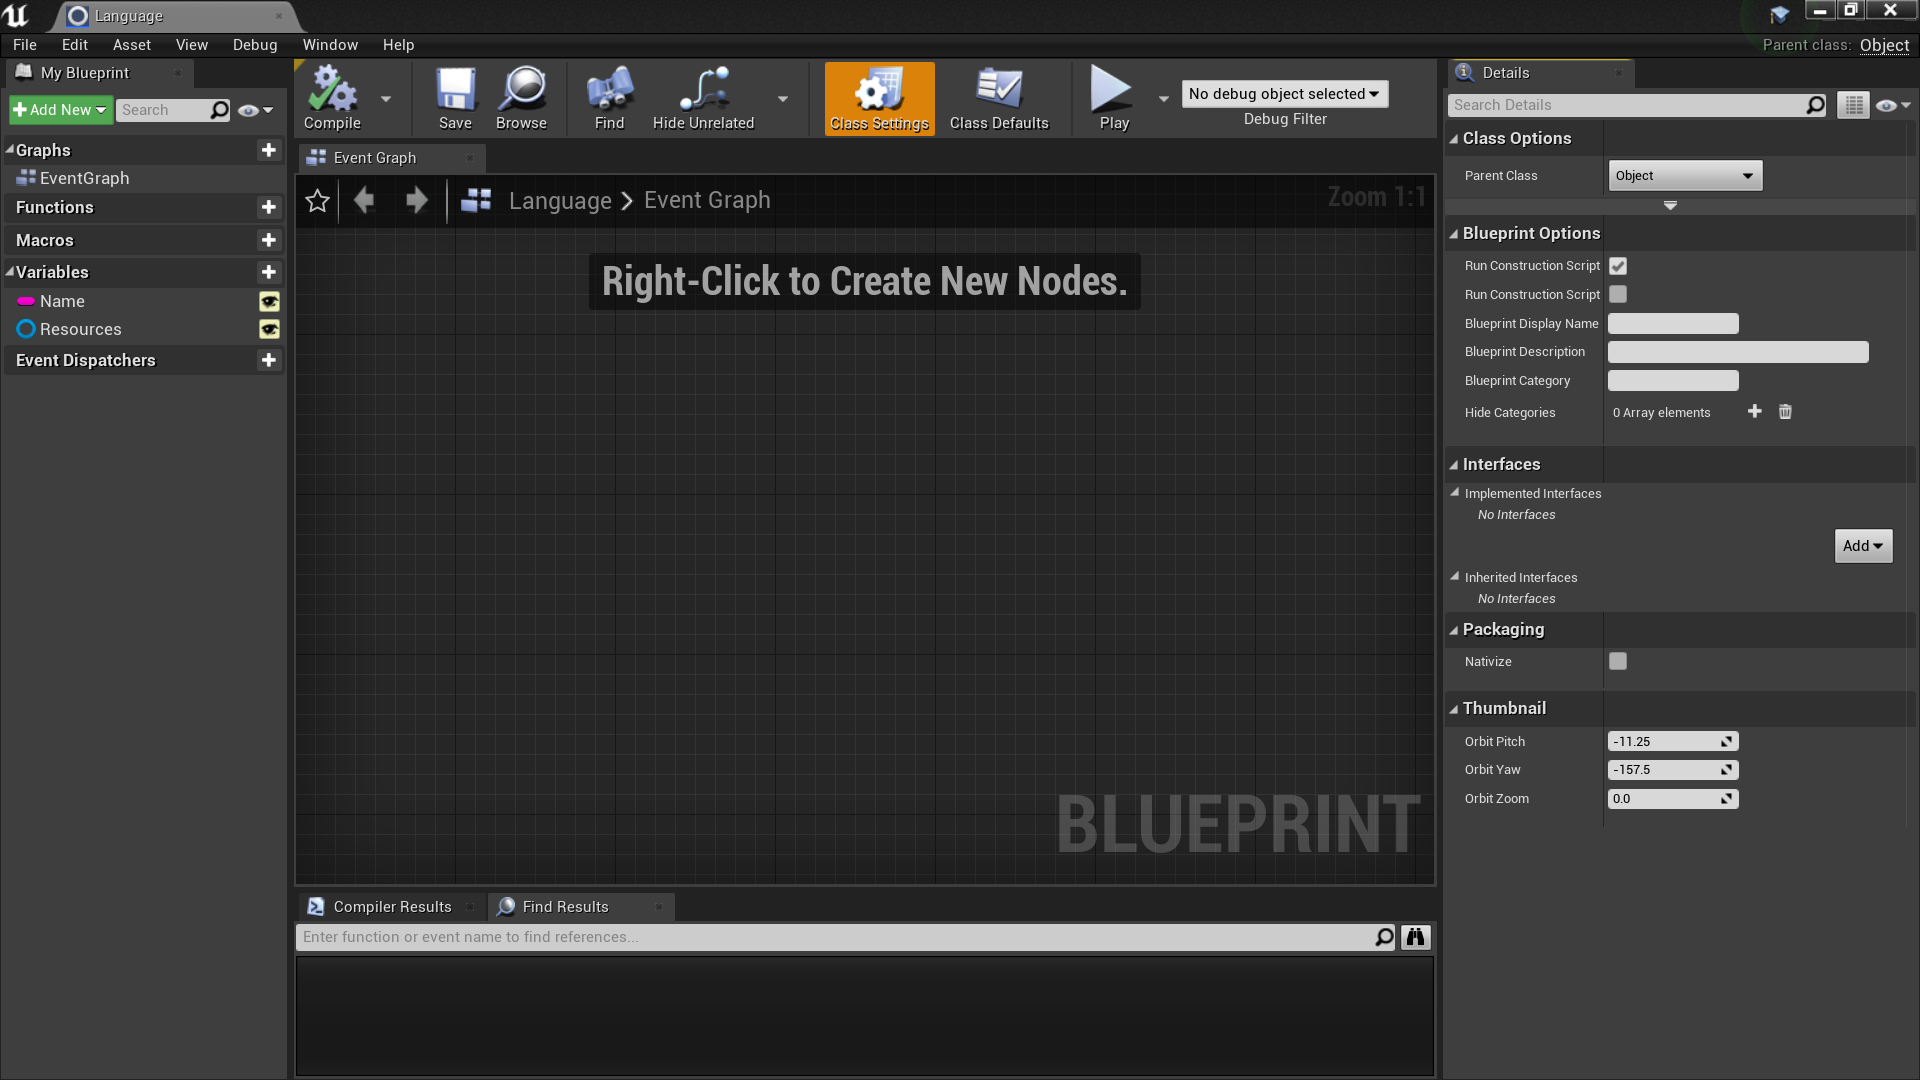 Language
File Edit Asset View Debug Window Help
Parent class: Object
My Blueprint
Add New Search
Graphs
EventGraph
Functions
Macros
Variables
Name
Resources
Event Dispatchers
Compile Save Browse Find Hide Unrelated Class Settings Class Defaults Play
No debug object selected
Debug Filter
Event Graph
Language Event Graph
Zoom 1:1
Right-Click to Create New Nodes.
BLUEPRINT
Compiler Results Find Results
Enter function or event name to find references...
Details
Search Details
Class Options
Parent Class Object
Blueprint Options
Run Construction Script
Run Construction Script
Blueprint Display Name
Blueprint Description
Blueprint Category
Hide Categories 0 Array elements
Interfaces
Implemented Interfaces
No Interfaces
Add
Inherited Interfaces
No Interfaces
Packaging
Nativize
Thumbnail
Orbit Pitch -11.25
Orbit Yaw -157.5
Orbit Zoom 0.0